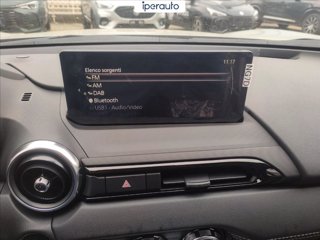 iperauto
11:17
Elenco sorgenti
FM
AM
DAB
Bluetooth
USB1 - Audio/video